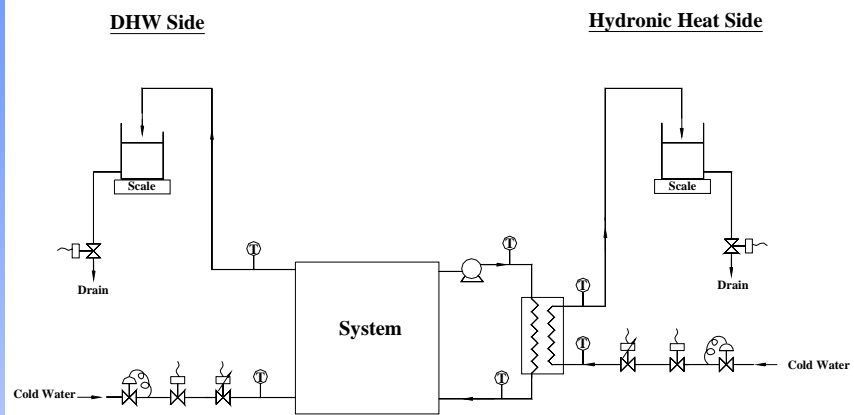 DHW Side
Hydronic Heat Side
Scale
Scale
T
T
Drain
Drain
T
System
T
Cold Water
T
T
Cold Water